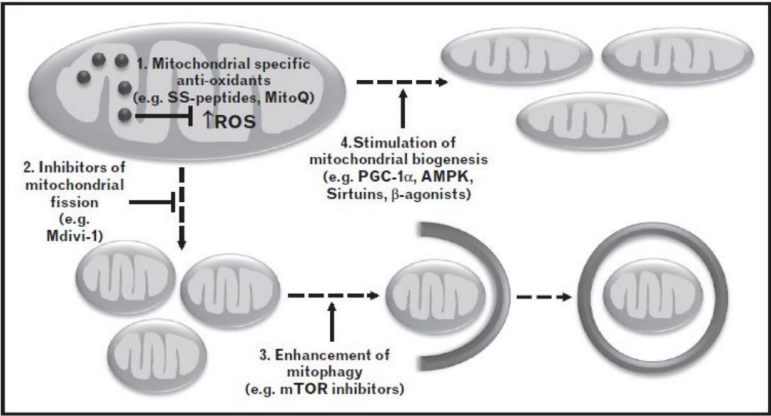 1. Mitochondrial specific
anti-oxidants
(e.g. SS-peptides, MitoQ)
↑ROS
4.Stimulation of
mitochondrial biogenesis
(e.g. PGC-1α, AMPK,
Sirtuins, β-agonists)
2. Inhibitors of
mitochondrial
fission
(e.g.
Mdivi-1)
3. Enhancement of
mitophagy
(e.g. mTOR inhibitors)